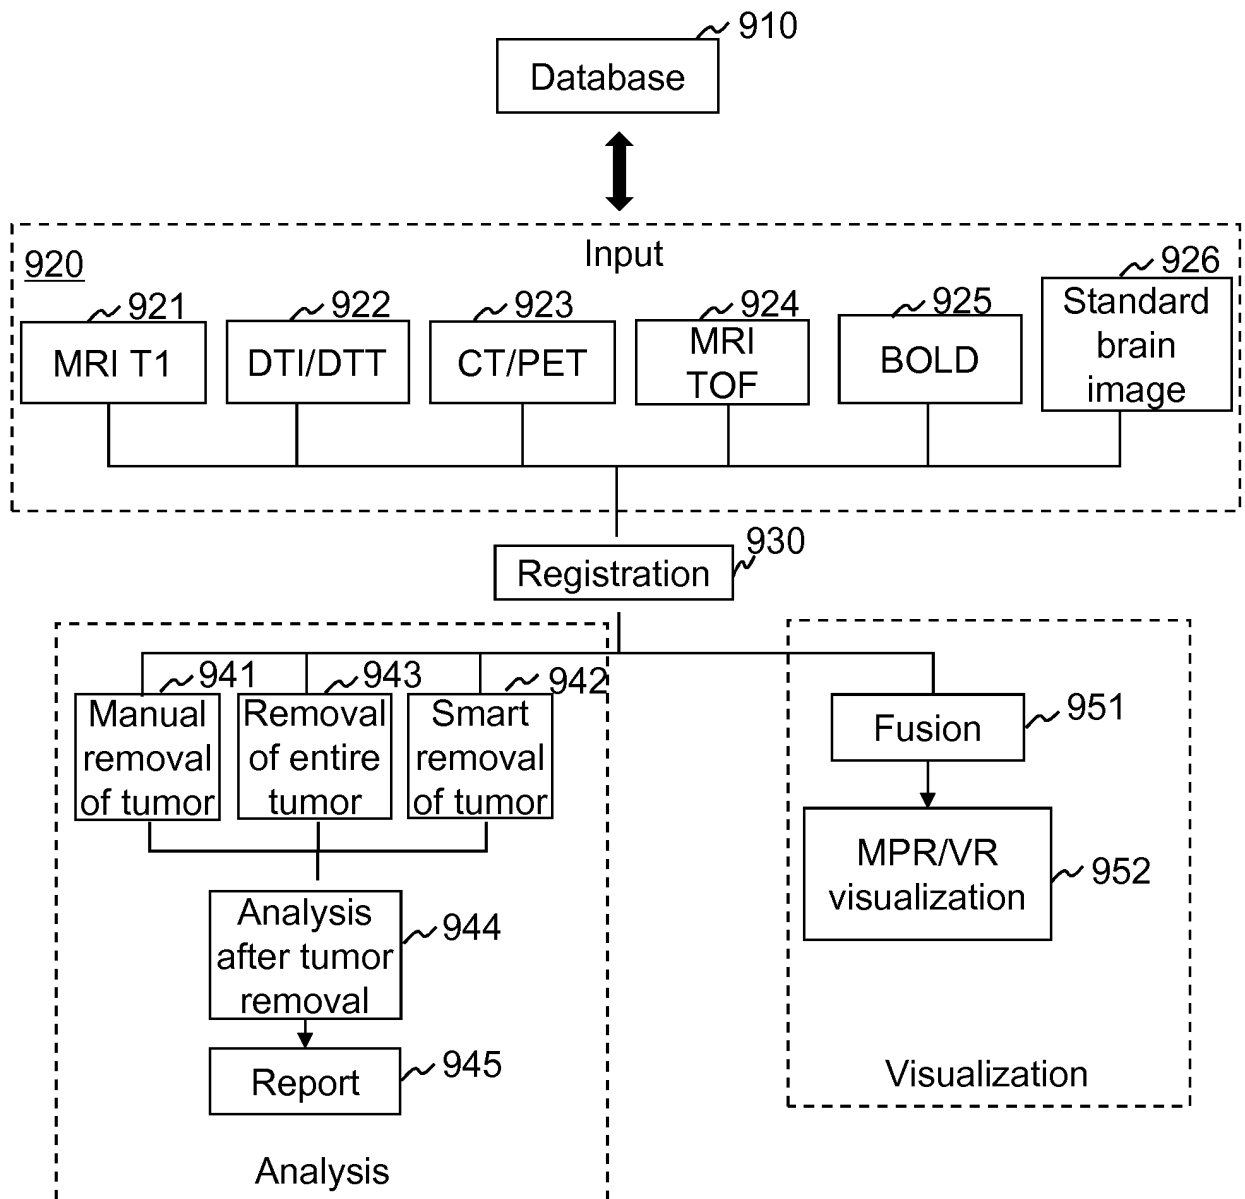 910
Database
Input
920
921
922
923
924
925
926
MRI T1
DTI/DTT
CT/PET
MRI
TOF
BOLD
Standard
brain
image
930
Registration
941
943
942
Manual
removal
of tumor
Removal
of entire
tumor
Smart
removal
of tumor
Fusion
951
MPR/VR
visualization
952
Analysis
after tumor
removal
944
Report
945
Visualization
Analysis